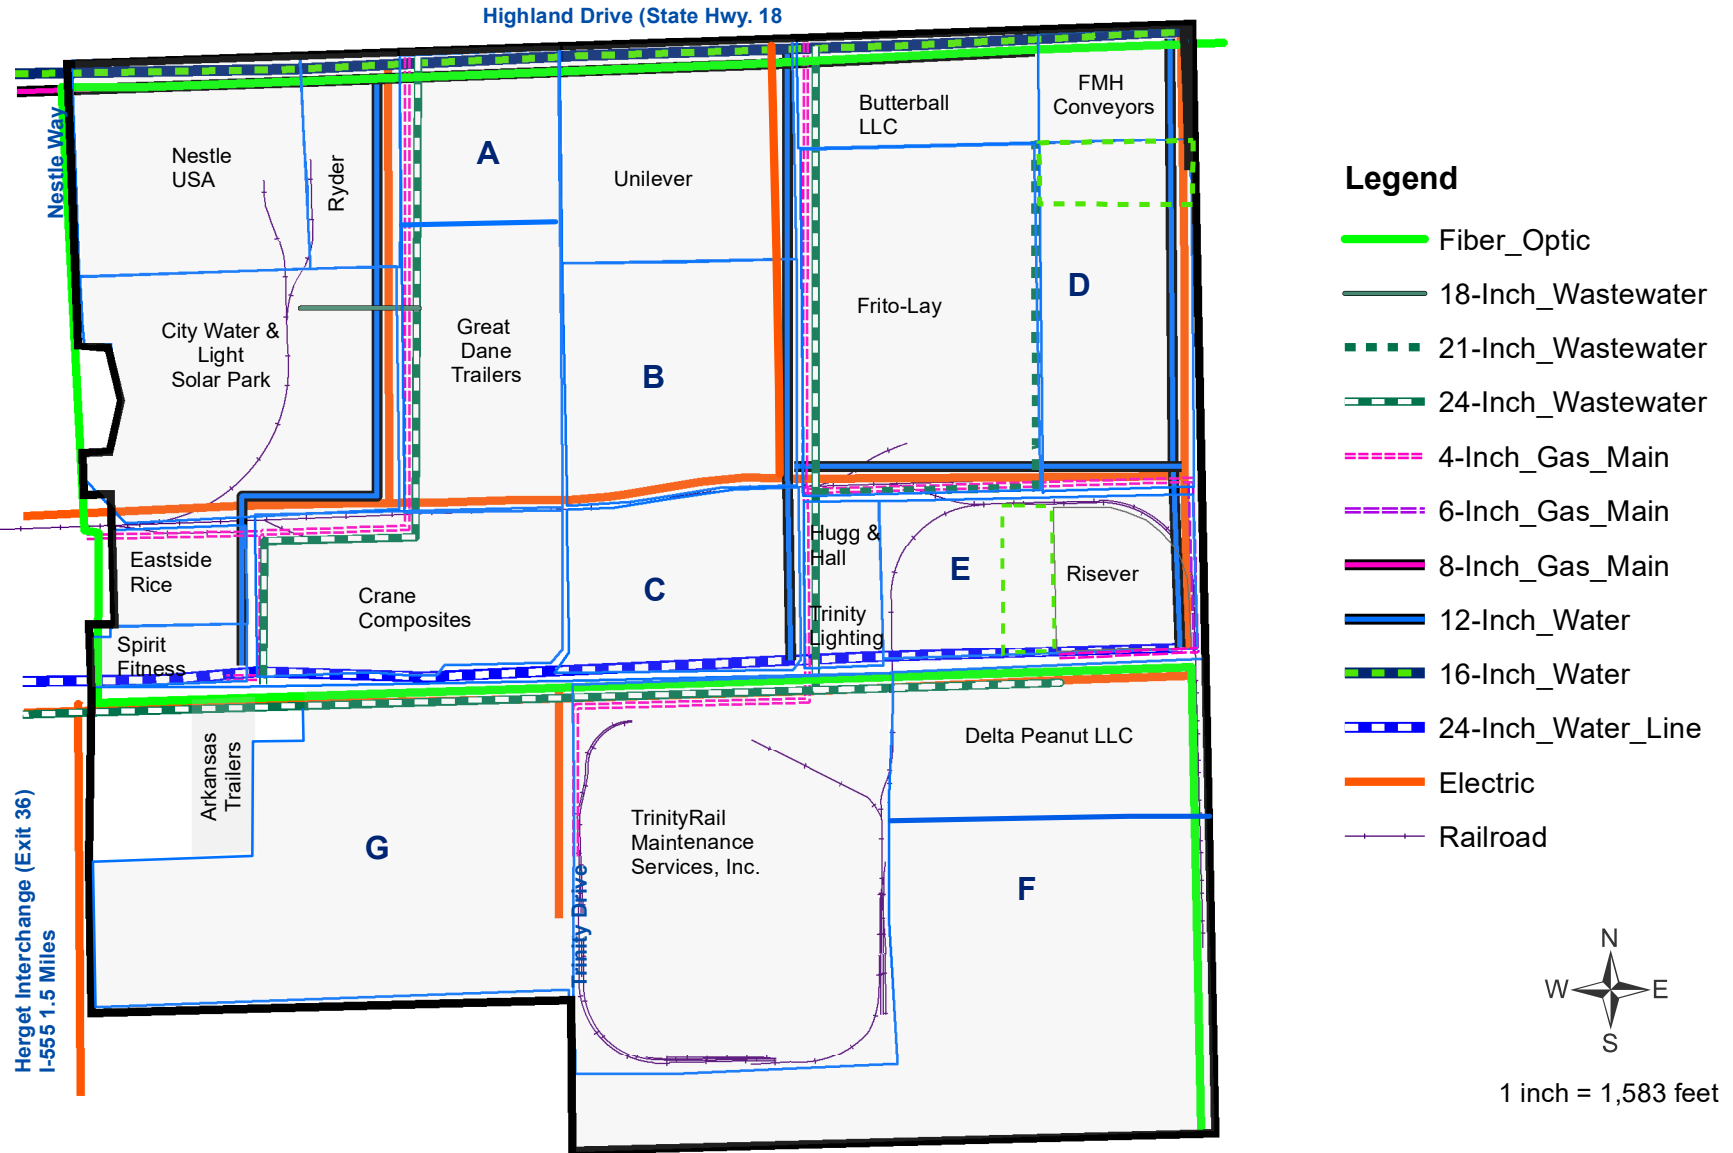 Highland Drive (State Hwy. 18
Nestle Way
Nestle
USA
Ryder
A
Unilever
Butterball
LLC
FMH
Conveyors
City Water &
Light
Solar Park
Great
Dane
Trailers
B
Frito-Lay
D
Eastside
Rice
Spirit
Fitness
Crane
Composites
C
Hugg &
Hall
Trinity
Lighting
E
Risever
Arkansas
Trailers
G
TrinityRail
Maintenance
Services, Inc.
Trinity Drive
Delta Peanut LLC
F
Herget Interchange (Exit 36)
I-555 1.5 Miles
Legend
Fiber_Optic
18-Inch_Wastewater
21-Inch_Wastewater
24-Inch_Wastewater
4-Inch_Gas_Main
6-Inch_Gas_Main
8-Inch_Gas_Main
12-Inch_Water
16-Inch_Water
24-Inch_Water_Line
Electric
Railroad
N
W
E
S
1 inch = 1,583 feet